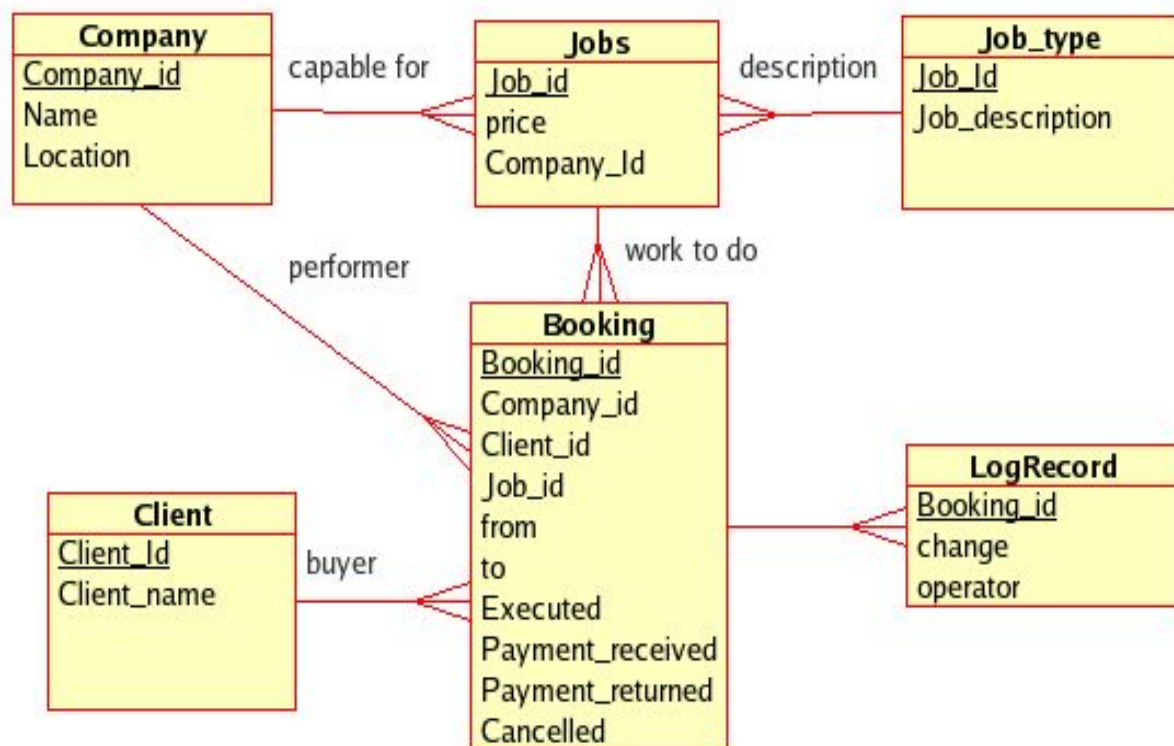 Company
Company_id
Name
Location
capable for
Jobs
Job_id
price
Company_Id
description
Job_type
Job_Id
Job_description
performer
work to do
Booking
Booking_id
Company_id
Client_id
Job_id
from
to
Executed
Payment_received
Payment_returned
Cancelled
Client
Client_Id
Client_name
buyer
LogRecord
Booking_id
change
operator